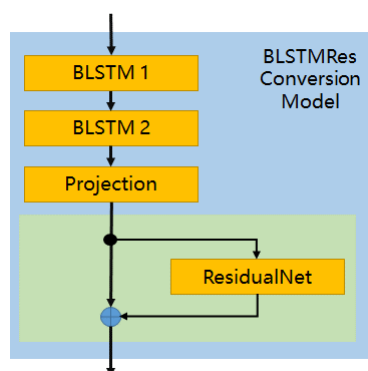 BLSTMRes
Conversion
Model
BLSTM 1
BLSTM 2
Projection
ResidualNet